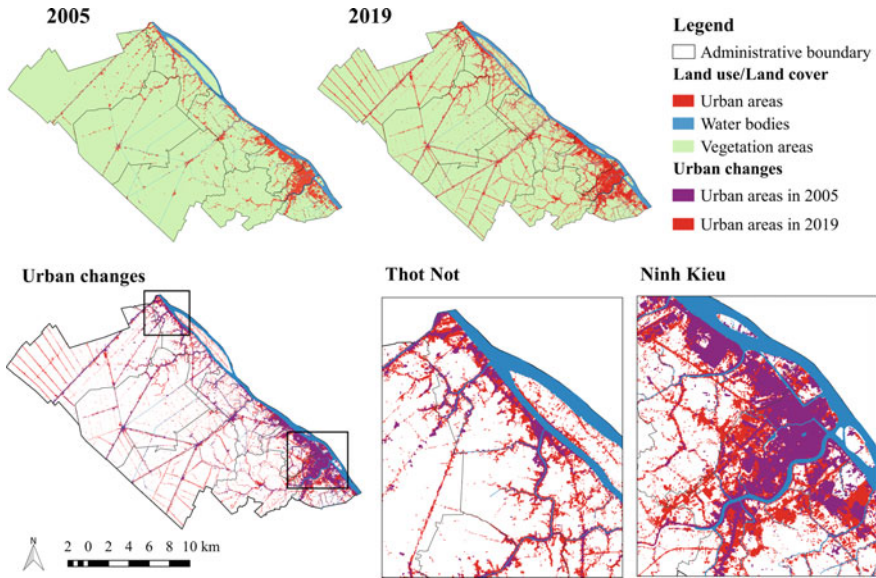 2005
2019
Legend
Administrative boundary
Land use/Land cover
Urban areas
Water bodies
Vegetation areas
Urban changes
Urban areas in 2005
Urban areas in 2019
Urban changes
Thot Not
Ninh Kieu
N
2 0 2 4 6 8 10 km